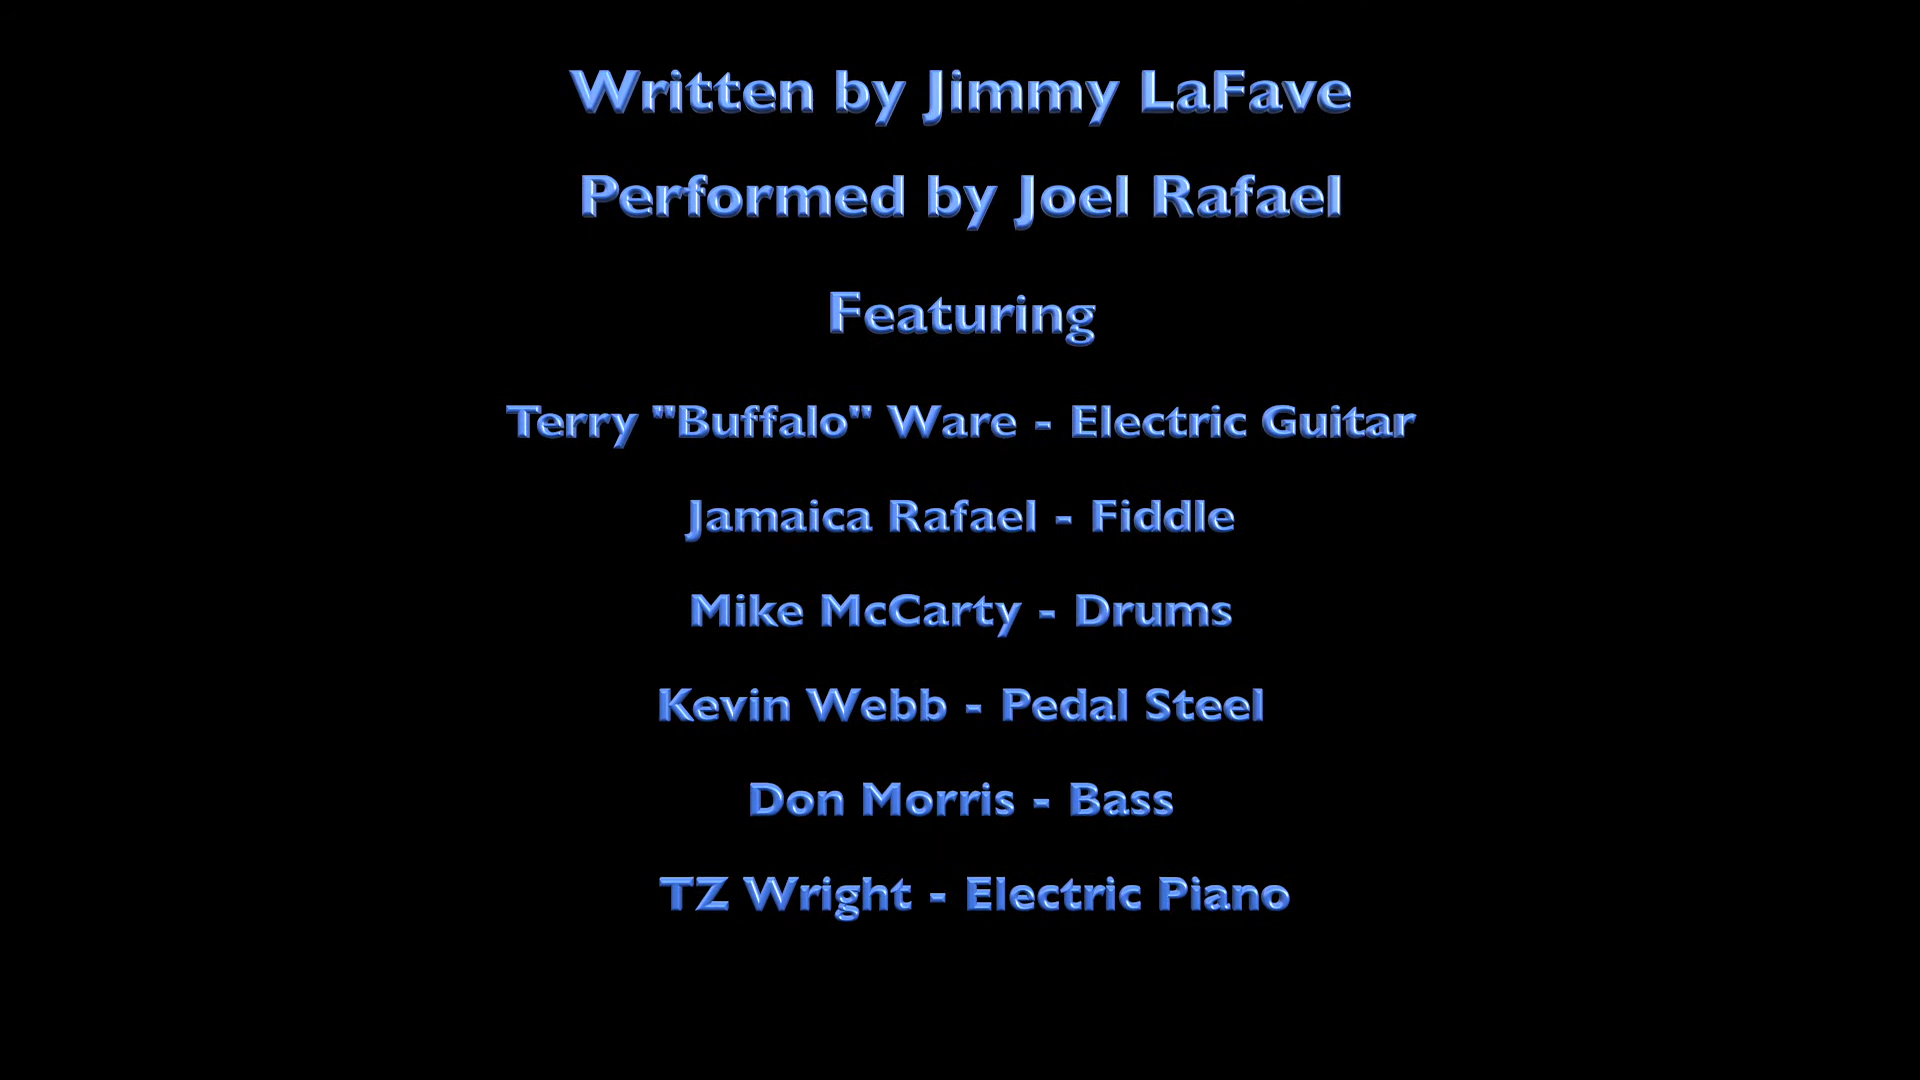 Written by Jimmy LaFave
Performed by Joel Rafael
Featuring
Terry "Buffalo" Ware - Electric Guitar
Jamaica Rafael - Fiddle
Mike McCarty - Drums
Kevin Webb - Pedal Steel
Don Morris - Bass
TZ Wright - Electric Piano